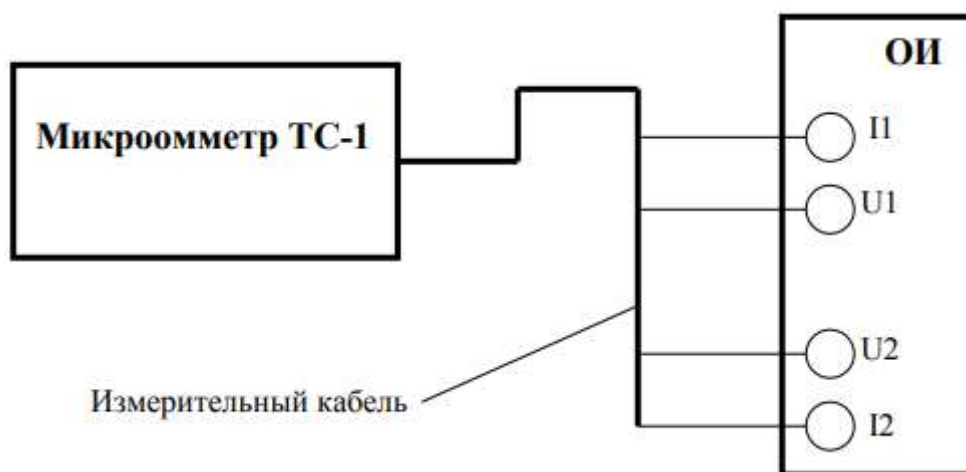 ОИ
Микроомметр ТС-1
I1
U1
U2
Измерительный кабель
I2